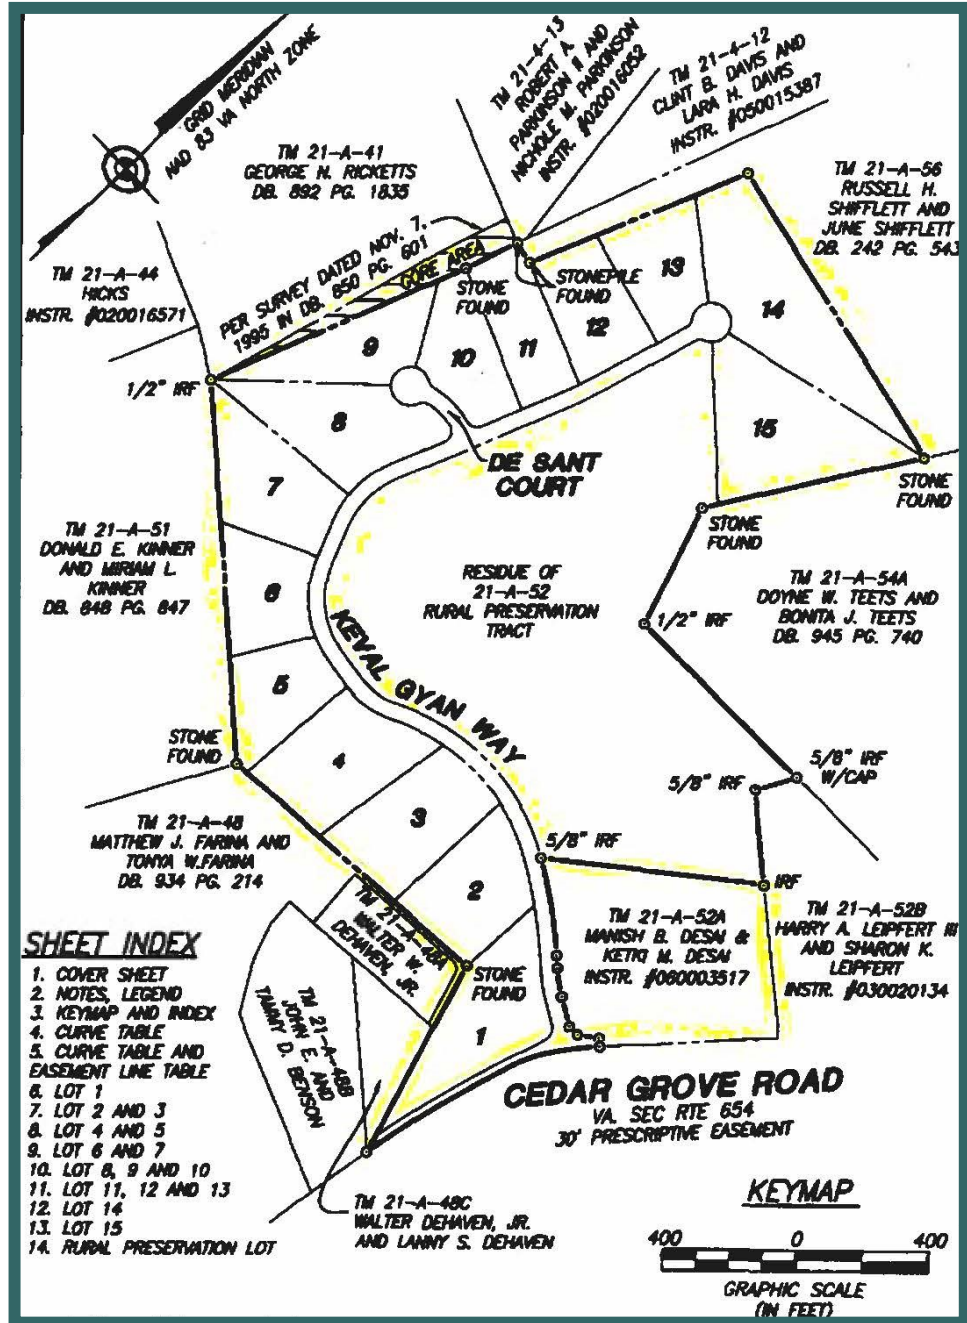 GRID MERIDIAN
NAD 83 VA NORTH ZONE
TM 21-4-13
ROBERT A.
PARKINSON II AND
NICHOLE M. PARKINSON
INSTR. #020016052
TM 21-4-12
CLINT B. DAVIS AND
LARA H. DAVIS
INSTR. #050015387
TM 21-A-41
GEORGE N. RICKETTS
DB. 892 PG. 1835
TM 21-A-56
RUSSELL H.
SHIFFLETT AND
JUNE SHIFFLETT
DB. 242 PG. 543
TM 21-A-44
HICKS
INSTR. #020016571
PER SURVEY DATED NOV. 7,
1995 IN DB. 850 PG. 601
GORE AREA
STONE
FOUND
STONEPILE
FOUND
13
14
12
11
10
9
1/2" IRF
8
15
DE SANT
COURT
STONE
FOUND
7
STONE
FOUND
TM 21-A-51
DONALD E. KINNER
AND MIRIAM L.
KINNER
DB. 848 PG. 847
RESIDUE OF
21-A-52
RURAL PRESERVATION
TRACT
TM 21-A-54A
DOYNE W. TEETS AND
BONITA J. TEETS
DB. 945 PG. 740
6
1/2" IRF
KEVAL GYAN WAY
5
STONE
FOUND
4
5/8" IRF
W/CAP
5/8" IRF
3
TM 21-A-48
MATTHEW J. FARINA AND
TONYA W.FARINA
DB. 934 PG. 214
5/8" IRF
IRF
2
TM 21-A-48A
WALTER W.
DEHAVEN, JR.
TM 21-A-52A
MANISH B. DESAI &
KETIQ M. DESAI
INSTR. #060003517
TM 21-A-52B
HARRY A. LEIPFERT III
AND SHARON K.
LEIPFERT
INSTR. #030020134
STONE
FOUND
1
TM 21-A-48B
JOHN E. AND
TAMMY D. BENSON
SHEET INDEX
1. COVER SHEET
2. NOTES, LEGEND
3. KEYMAP AND INDEX
4. CURVE TABLE
5. CURVE TABLE AND
EASEMENT LINE TABLE
6. LOT 1
7. LOT 2 AND 3
8. LOT 4 AND 5
9. LOT 6 AND 7
10. LOT 8, 9 AND 10
11. LOT 11, 12 AND 13
12. LOT 14
13. LOT 15
14. RURAL PRESERVATION LOT
CEDAR GROVE ROAD
VA. SEC RTE 654
30' PRESCRIPTIVE EASEMENT
TM 21-A-48C
WALTER DEHAVEN, JR.
AND LANNY S. DEHAVEN
KEYMAP
400 0 400
GRAPHIC SCALE
(IN FEET)